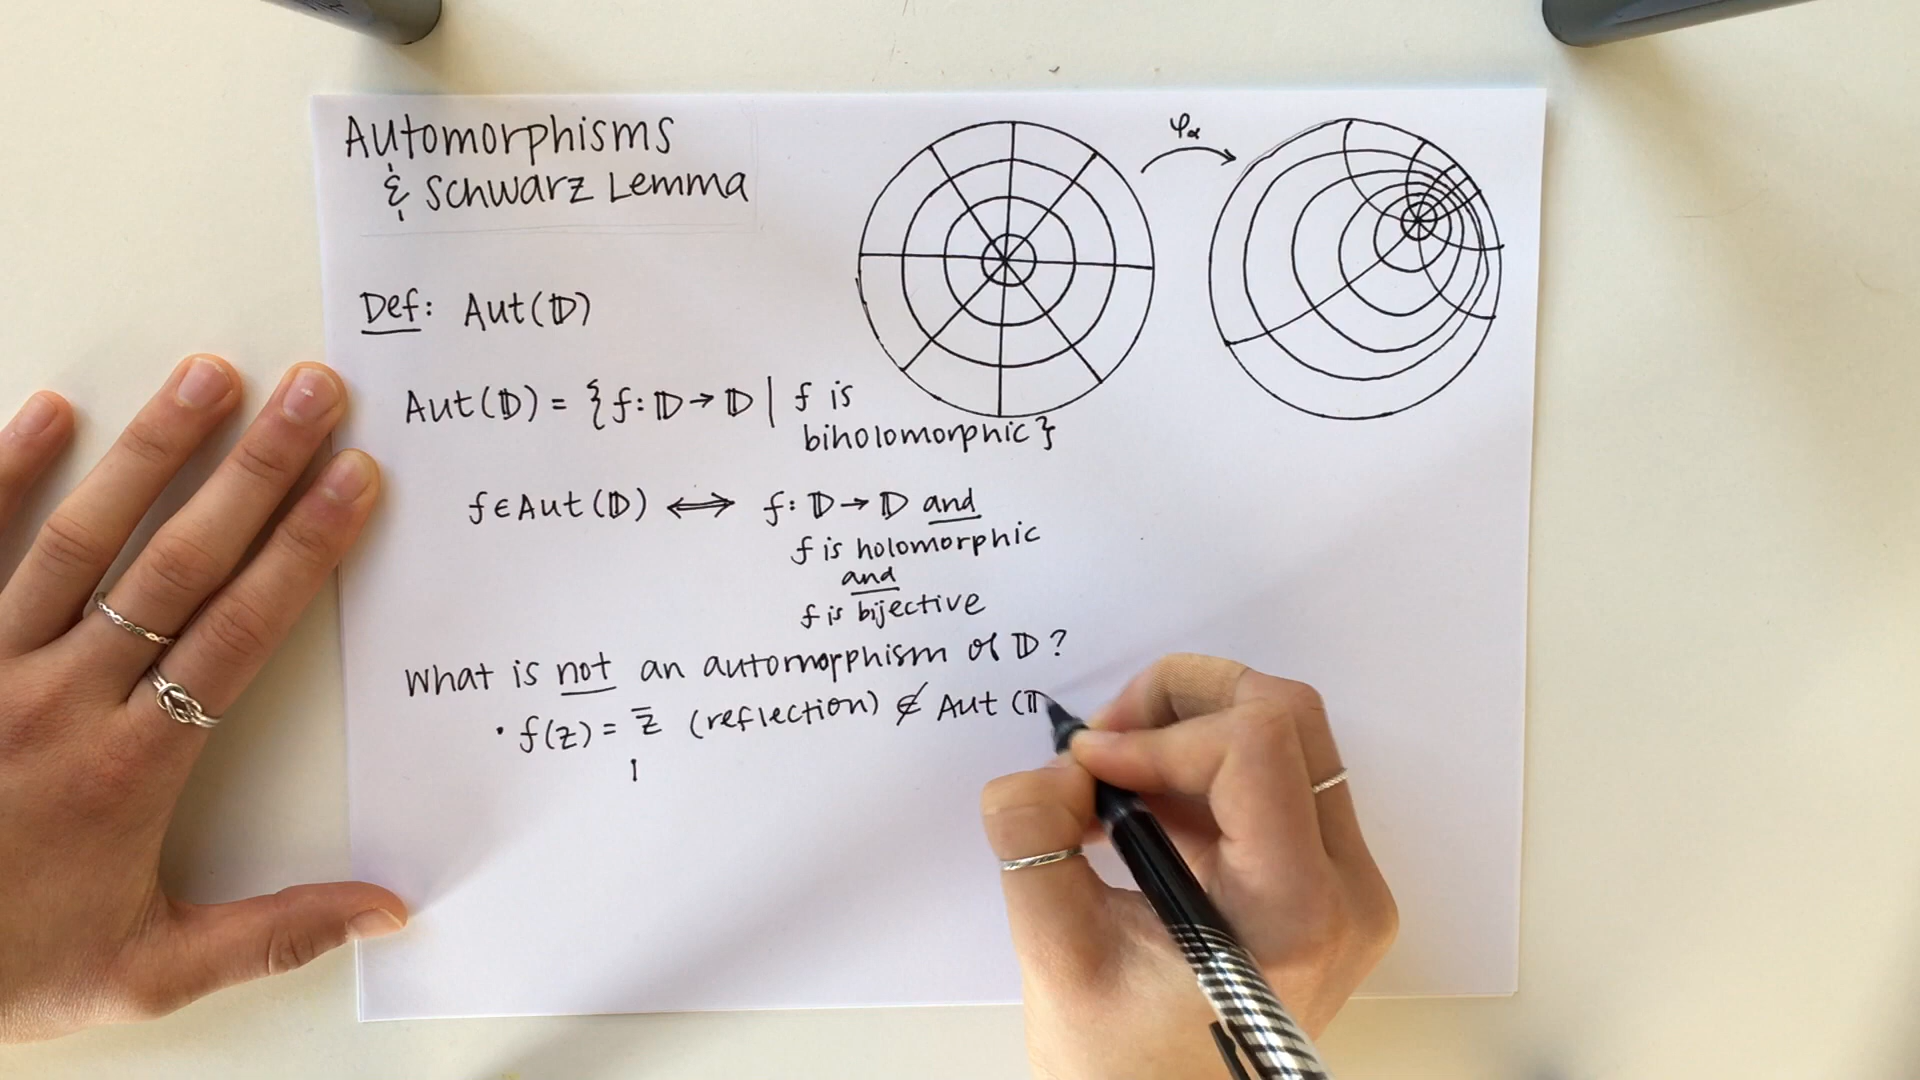 Automorphisms
& Schwarz Lemma
φα
Def: Aut(𝔻)
Aut(𝔻) = {f: 𝔻 → 𝔻 | f is
biholomorphic}
f ∈ Aut(𝔻) ⟺ f: 𝔻 → 𝔻 and
f is holomorphic
and
f is bijective
What is not an automorphism of 𝔻?
• f(z) = z̅ (reflection) ∉ Aut (𝔻